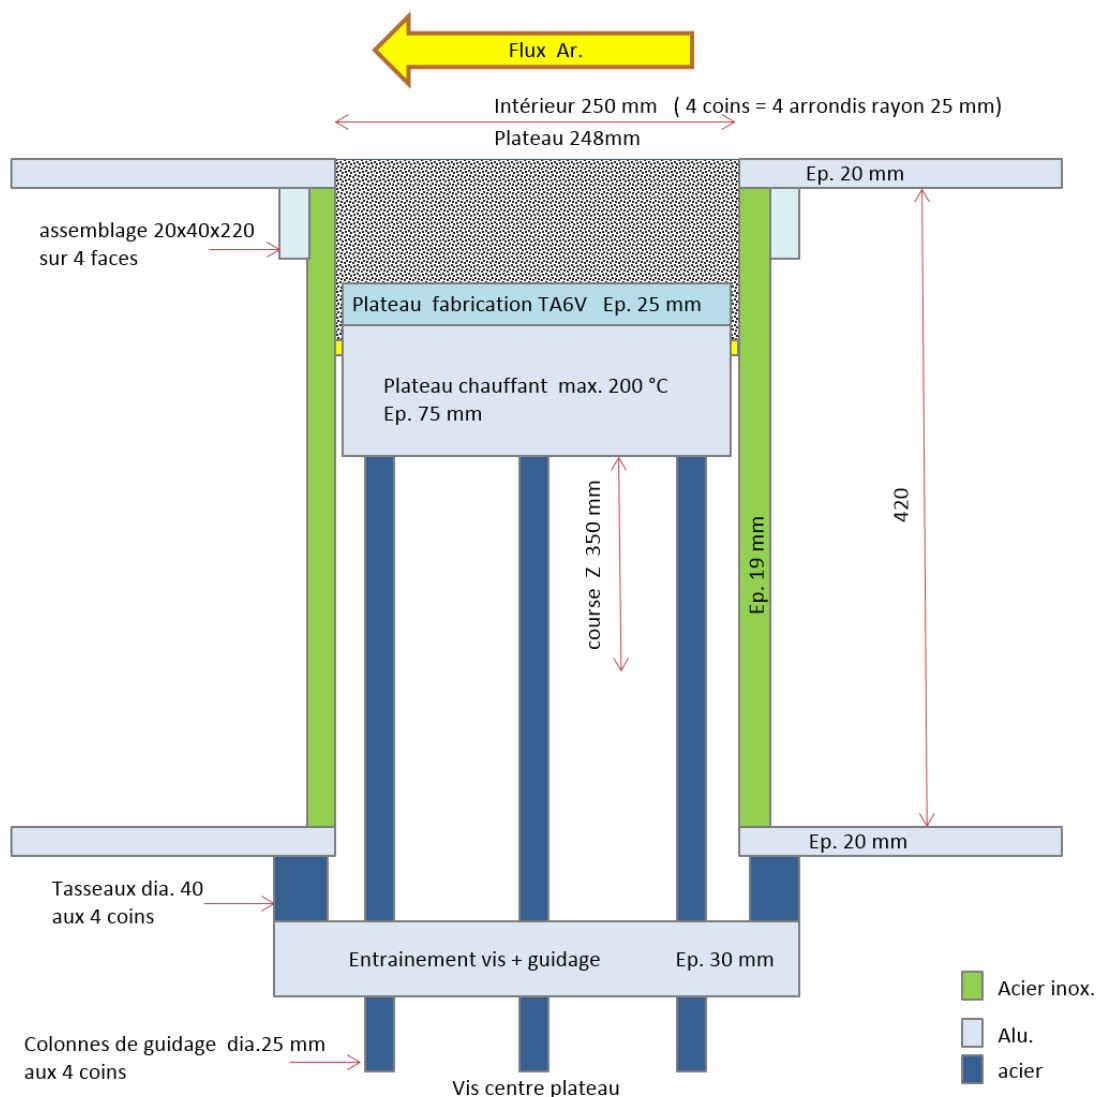 Flux  Ar.
Intérieur 250 mm   ( 4 coins = 4 arrondis rayon 25 mm)
Plateau 248mm
Ep. 20 mm
assemblage 20x40x220
sur 4 faces
Plateau  fabrication TA6V   Ep. 25 mm
Plateau chauffant  max. 200 °C
Ep. 75 mm
course  Z  350 mm
420
Ep. 19 mm
Ep. 20 mm
Tasseaux dia. 40
aux 4 coins
Entrainement vis + guidage
Ep. 30 mm
Acier inox.
Alu.
acier
Colonnes de guidage  dia.25 mm
aux 4 coins
Vis centre plateau